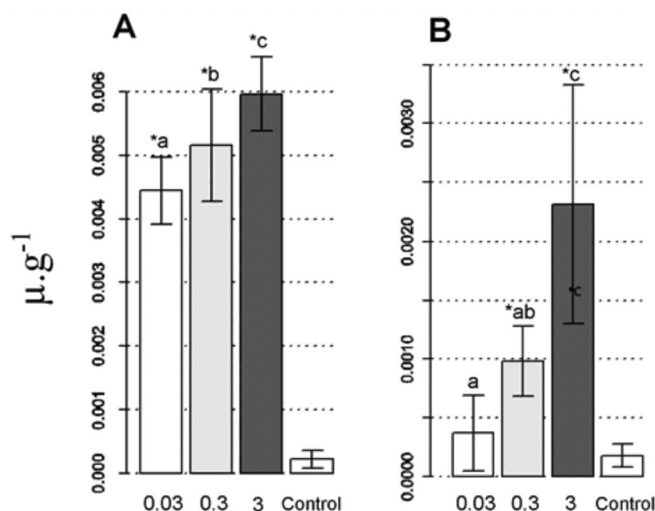 A
B
*a
*b
*c
a
*ab
*c
*c
μ.g-1
0.006
0.005
0.004
0.003
0.002
0.001
0.000
0.0030
0.0020
0.0010
0.0000
0.03 0.3 3 Control
0.03 0.3 3 Control